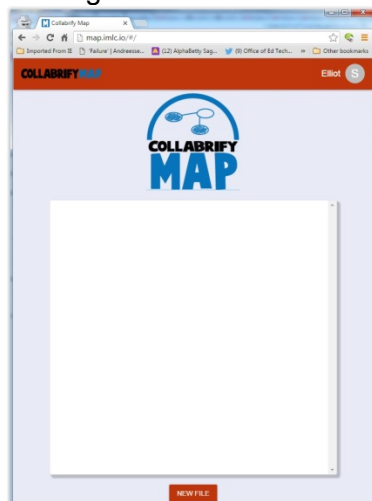 Collabrify Map
map.imlc.io/#/
Imported From IE
'Failure' | Andreesse...
(12) AlphaBetty Sag...
(9) Office of Ed Tech...
»
Other bookmarks
COLLABRIFY MAP
Elliot
S
COLLABRIFY
MAP
NEW FILE